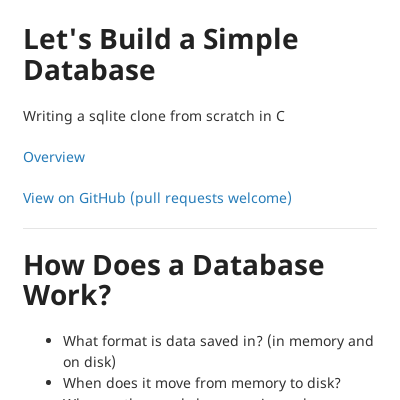 Let's Build a Simple
Database
Writing a sqlite clone from scratch in C
Overview
View on GitHub (pull requests welcome)
How Does a Database
Work?
What format is data saved in? (in memory and
on disk)
When does it move from memory to disk?